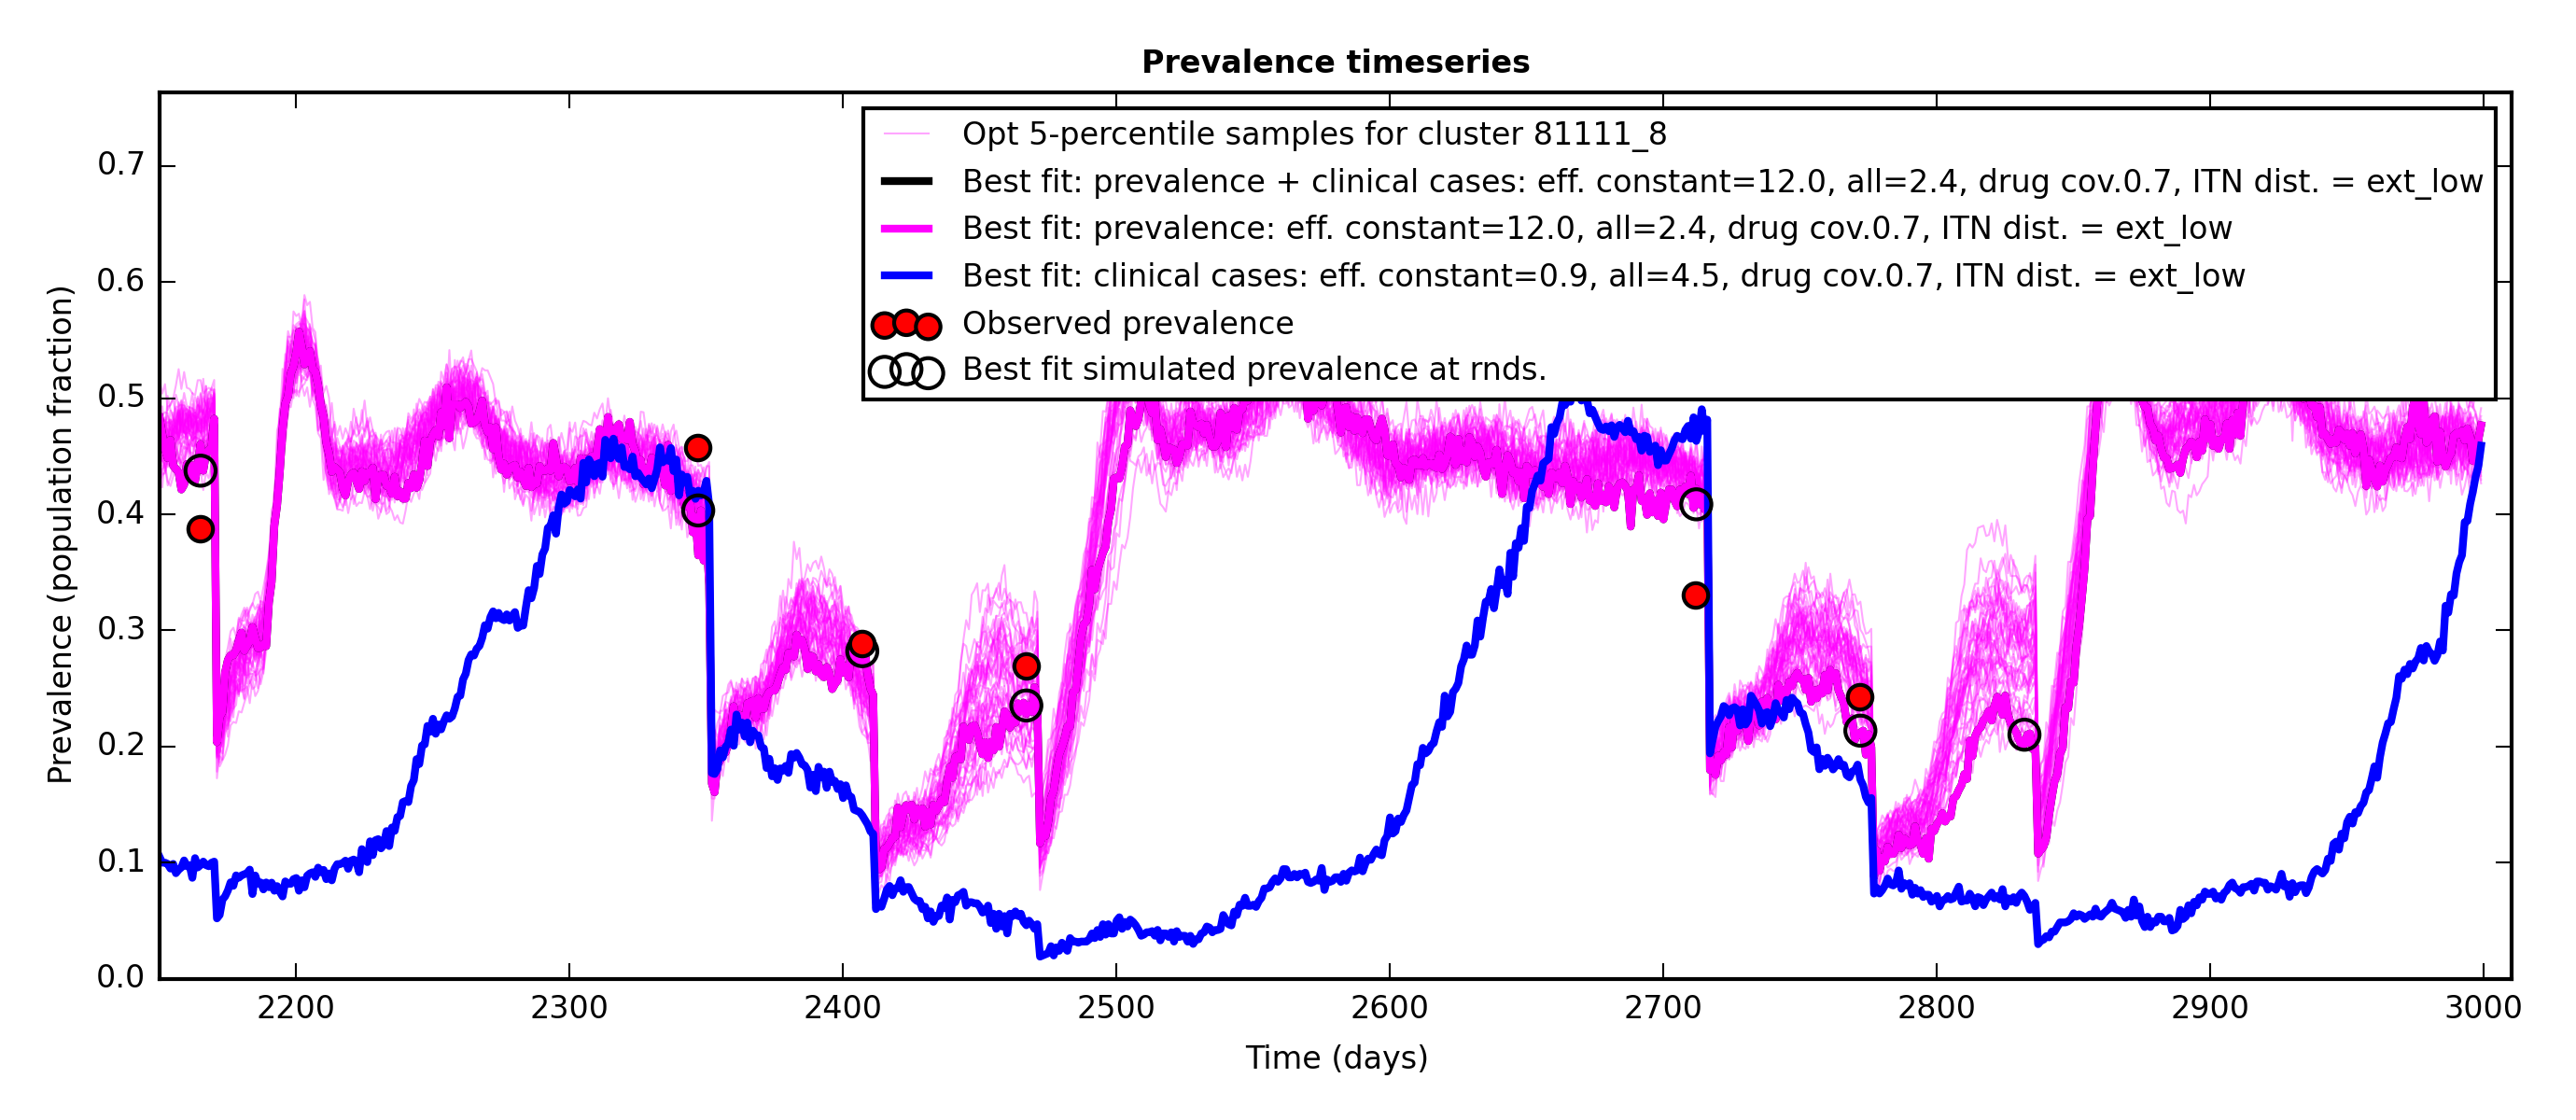 Prevalence timeseries
Opt 5-percentile samples for cluster 81111_8
Best fit: prevalence + clinical cases: eff. constant=12.0, all=2.4, drug cov.0.7, ITN dist. = ext_low
Best fit: prevalence: eff. constant=12.0, all=2.4, drug cov.0.7, ITN dist. = ext_low
Best fit: clinical cases: eff. constant=0.9, all=4.5, drug cov.0.7, ITN dist. = ext_low
Observed prevalence
Best fit simulated prevalence at rnds.
Prevalence (population fraction)
0.7
0.6
0.5
0.4
0.3
0.2
0.1
0.0
2200 2300 2400 2500 2600 2700 2800 2900 3000
Time (days)